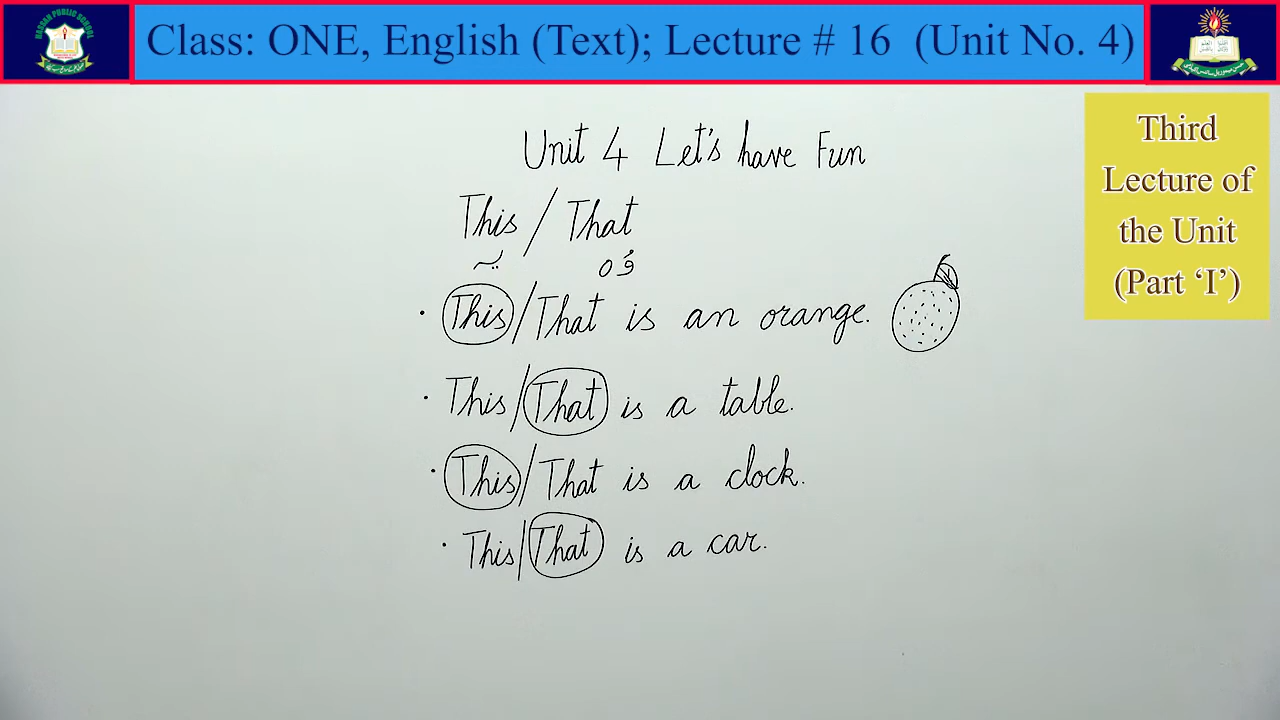 Class: ONE, English (Text); Lecture # 16 (Unit No. 4)
Third
Lecture of
the Unit
(Part ‘I’)
Unit 4 Let's have Fun
This / That
یہ وُہ
· This/That is an orange.
· This/That is a table.
· This/That is a clock.
· This/That is a car.